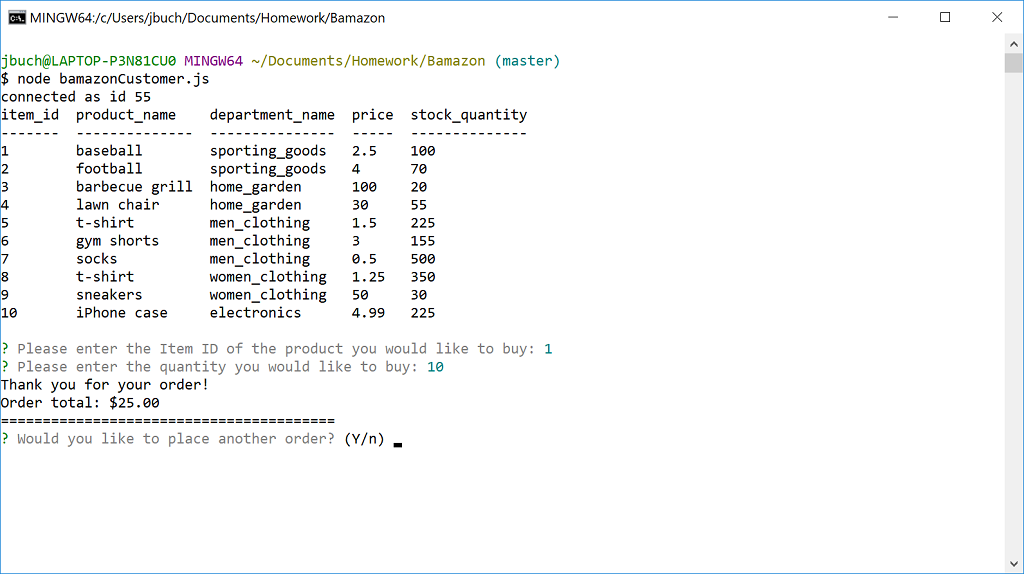 MINGW64:/c/Users/jbuch/Documents/Homework/Bamazon
jbuch@LAPTOP-P3N81CU0 MINGW64 ~/Documents/Homework/Bamazon (master)
$ node bamazonCustomer.js
connected as id 55
item_id  product_name    department_name  price  stock_quantity
-------  --------------  ---------------  -----  --------------
1        baseball        sporting_goods   2.5    100
2        football        sporting_goods   4      70
3        barbecue grill  home_garden      100    20
4        lawn chair      home_garden      30     55
5        t-shirt         men_clothing     1.5    225
6        gym shorts      men_clothing     3      155
7        socks           men_clothing     0.5    500
8        t-shirt         women_clothing   1.25   350
9        sneakers        women_clothing   50     30
10       iPhone case     electronics      4.99   225
? Please enter the Item ID of the product you would like to buy: 1
? Please enter the quantity you would like to buy: 10
Thank you for your order!
Order total: $25.00
========================================
? Would you like to place another order? (Y/n)